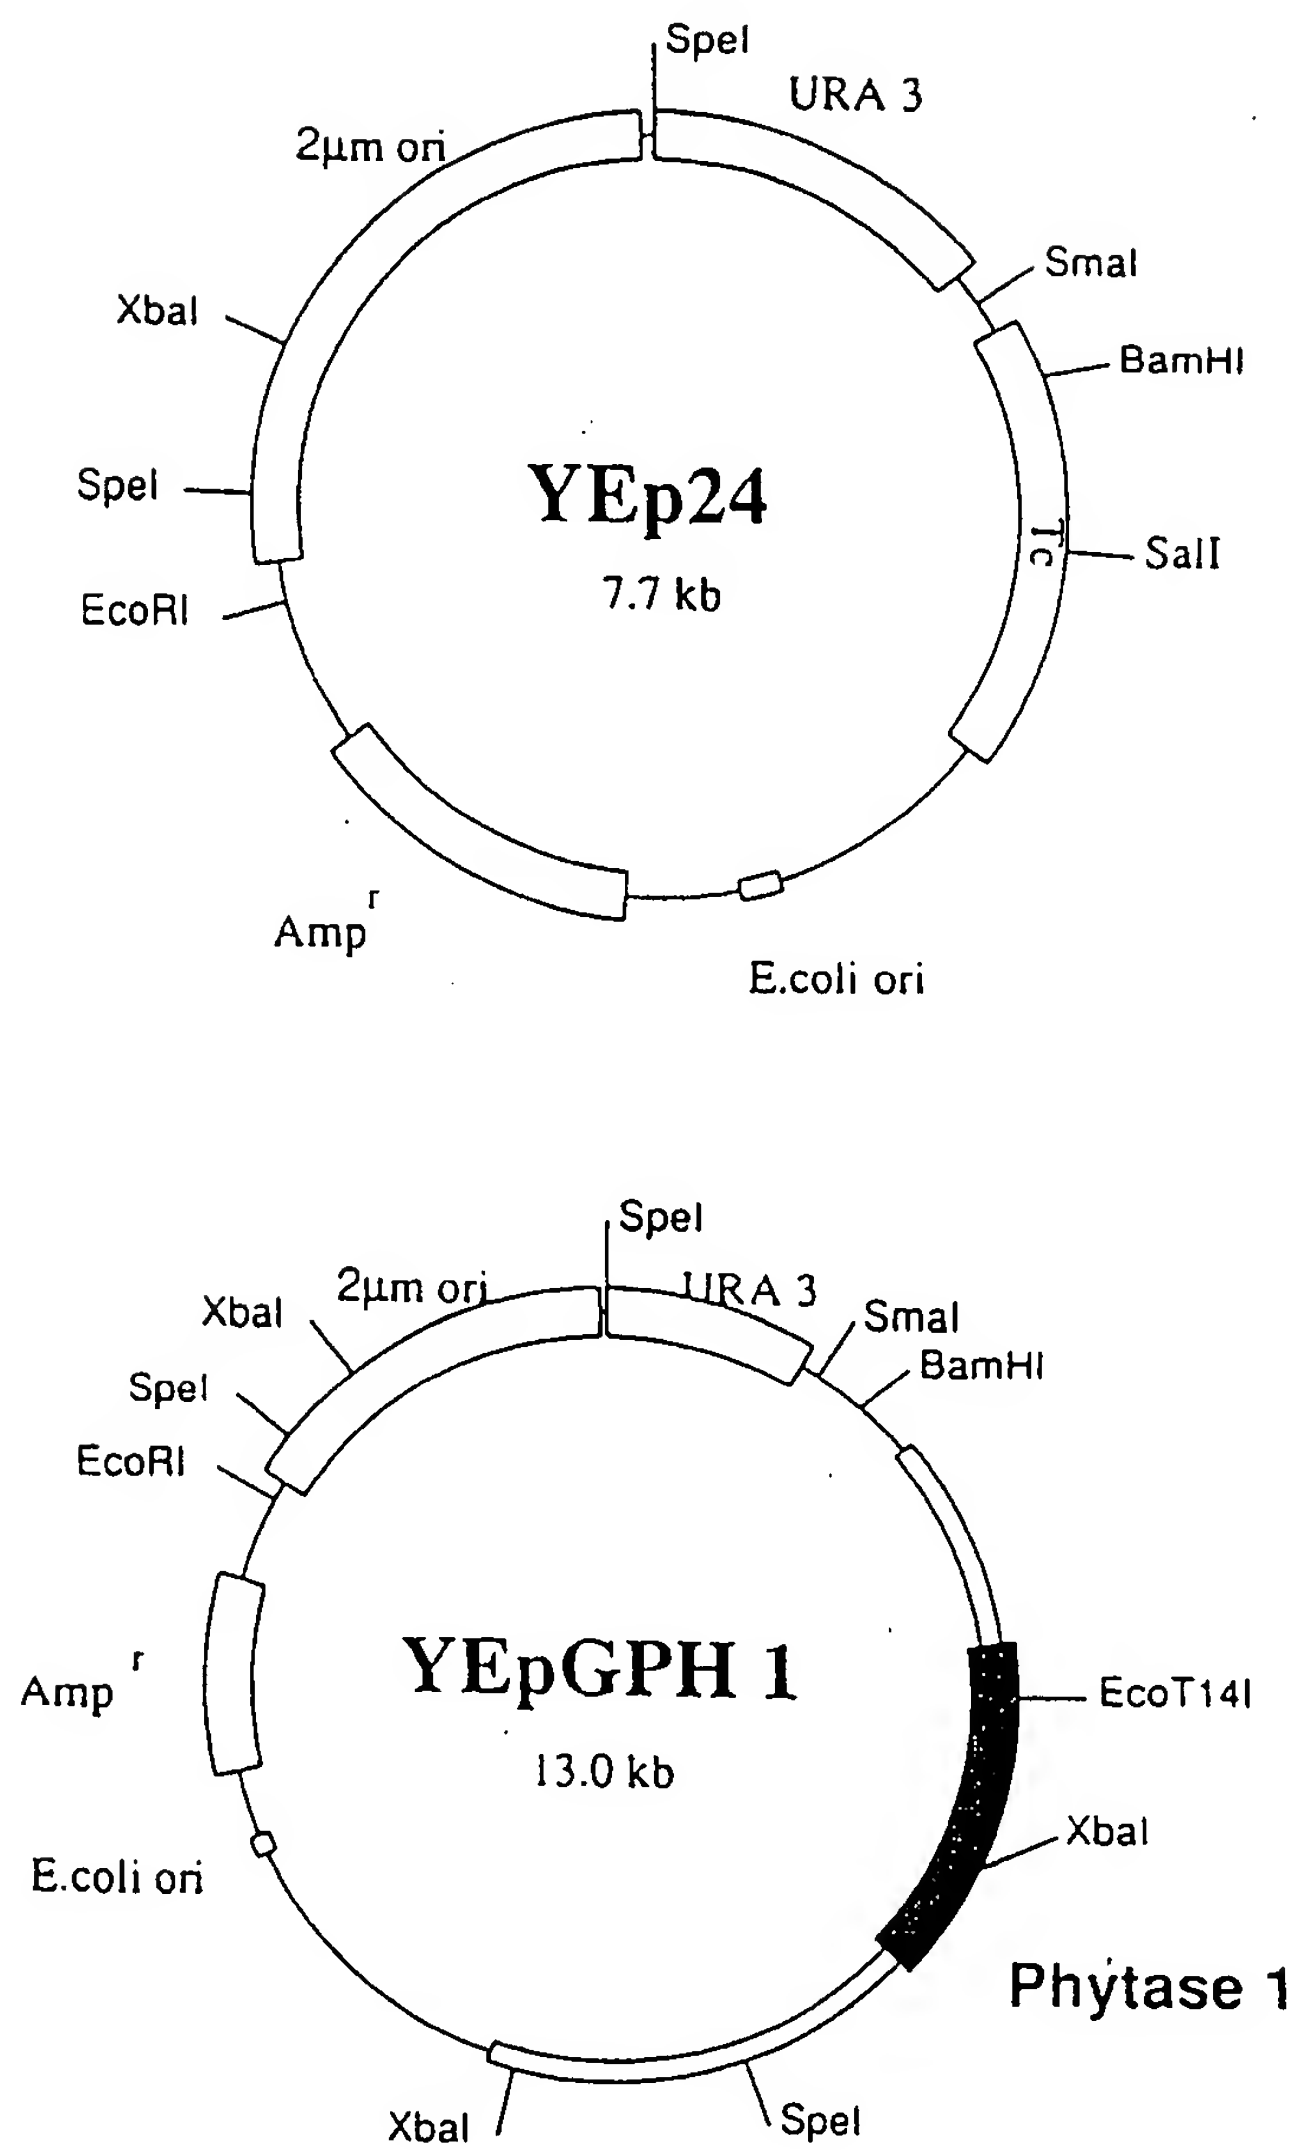 SpeI
URA 3
2μm ori
SmaI
XbaI
BamHI
YEp24
SpeI
Tc
SalI
7.7 kb
EcoRI
Amp r
E.coli ori
SpeI
2μm ori
URA 3
XbaI
SmaI
BamHI
SpeI
EcoRI
YEpGPH 1
Amp r
EcoT14I
13.0 kb
XbaI
E.coli ori
Phytase 1
XbaI
SpeI